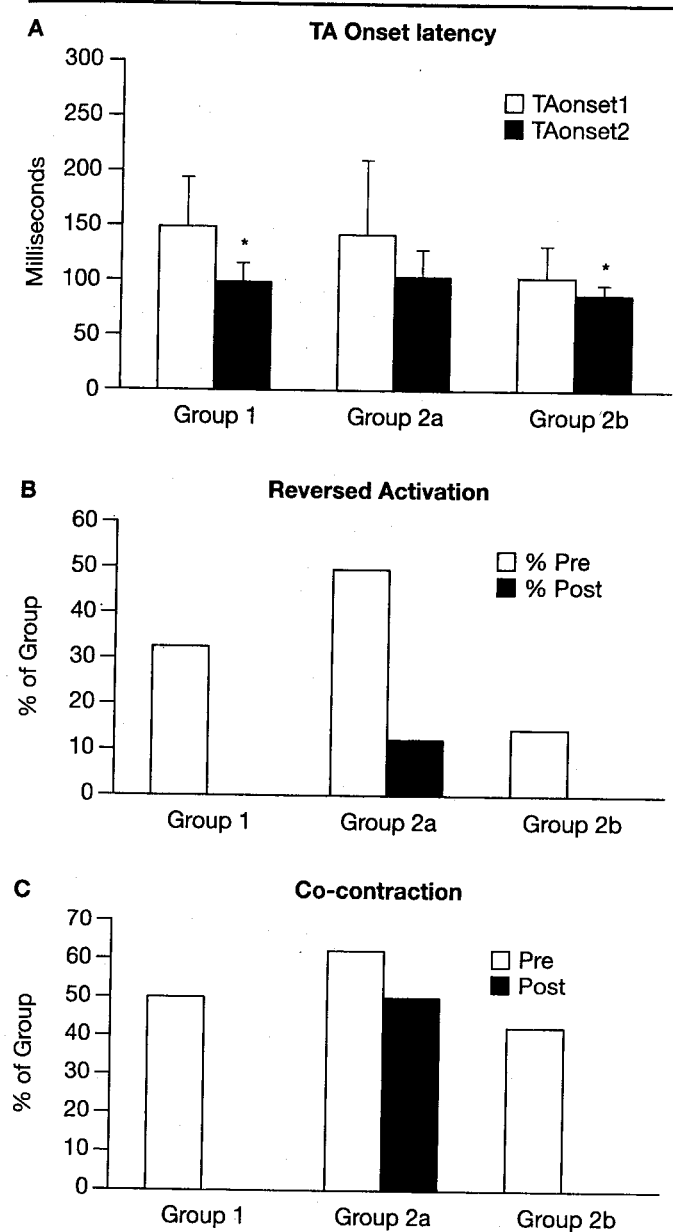 A
TA Onset latency
300
250
200
150
100
50
0
Milliseconds
TAonset1
TAonset2
*
*
Group 1
Group 2a
Group 2b
B
Reversed Activation
60
50
40
30
20
10
0
% of Group
% Pre
% Post
Group 1
Group 2a
Group 2b
C
Co-contraction
70
60
50
40
30
20
10
0
% of Group
Pre
Post
Group 1
Group 2a
Group 2b